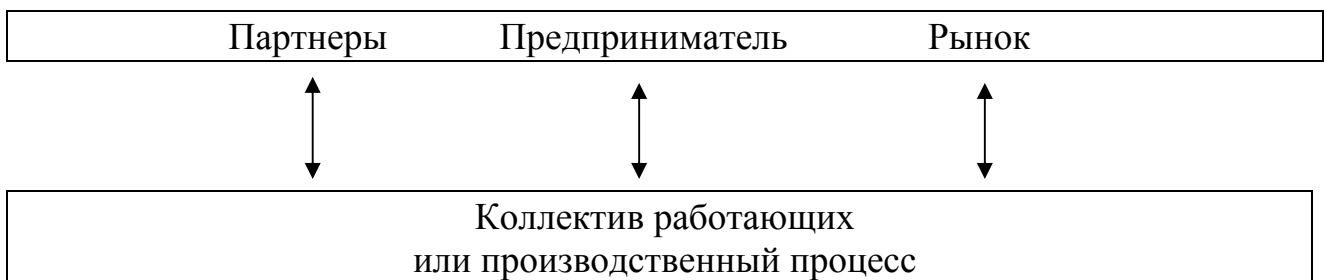 Партнеры Предприниматель Рынок
Коллектив работающих
или производственный процесс